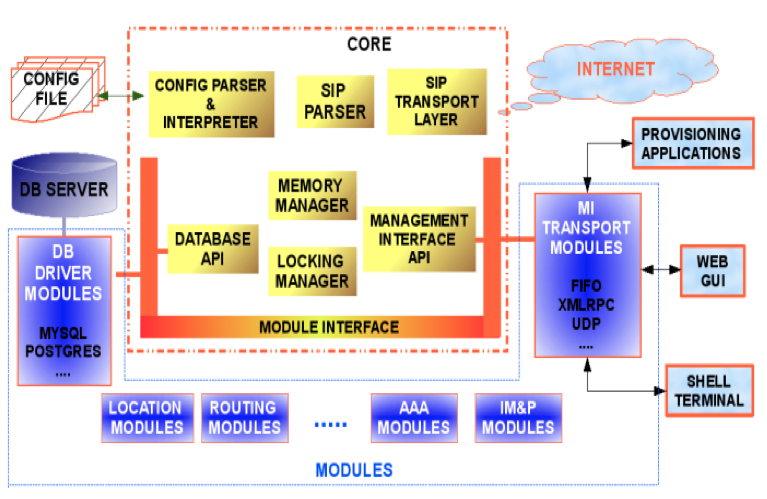 CORE
CONFIG
FILE
CONFIG PARSER
&
INTERPRETER
SIP
PARSER
SIP
TRANSPORT
LAYER
INTERNET
PROVISIONING
APPLICATIONS
DB SERVER
MEMORY
MANAGER
DATABASE
API
LOCKING
MANAGER
MANAGEMENT
INTERFACE
API
MODULE INTERFACE
DB
DRIVER
MODULES
MYSQL
POSTGRES
....
MI
TRANSPORT
MODULES
FIFO
XMLRPC
UDP
....
WEB
GUI
SHELL
TERMINAL
LOCATION
MODULES
ROUTING
MODULES
.....
AAA
MODULES
IM&P
MODULES
MODULES